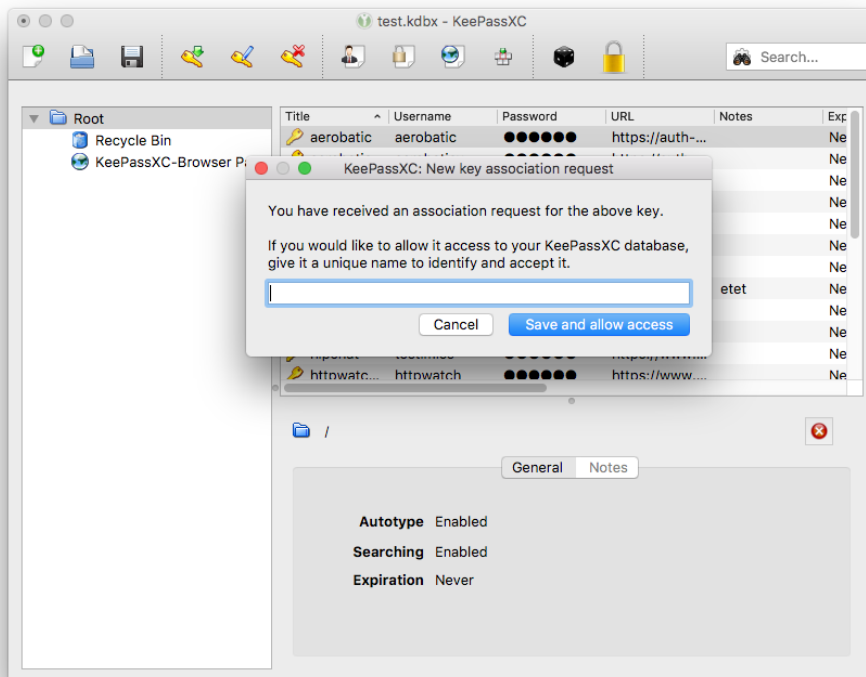 test.kdbx - KeePassXC
Search...
Root
Recycle Bin
KeePassXC-Browser
Title Username Password URL Notes
aerobatic aerobatic ●●●●●● https://auth-... Ne
Ne
Ne
Ne
Ne
Ne
Ne
etet Ne
Ne
Ne
Ne
httpwatc... httpwatch ●●●●●● https://www.... Ne
KeePassXC: New key association request
You have received an association request for the above key.
If you would like to allow it access to your KeePassXC database,
give it a unique name to identify and accept it.
Cancel Save and allow access
/
General Notes
Autotype Enabled
Searching Enabled
Expiration Never